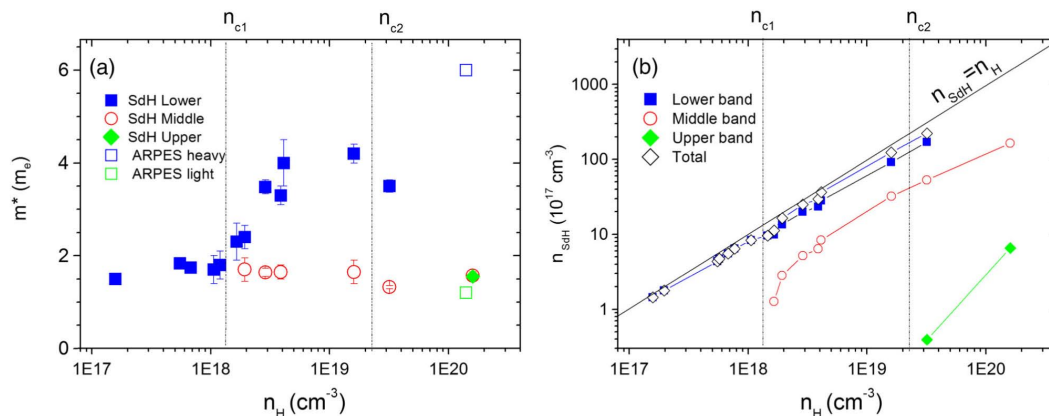 n_c1
n_c2
(a)
6
4
2
0
m* (m_e)
SdH Lower
SdH Middle
SdH Upper
ARPES heavy
ARPES light
1E17
1E18
1E19
1E20
n_H (cm⁻³)
n_c1
n_c2
(b)
n_SdH=n_H
1000
100
10
1
n_SdH (10¹⁷ cm⁻³)
Lower band
Middle band
Upper band
Total
1E17
1E18
1E19
1E20
n_H (cm⁻³)